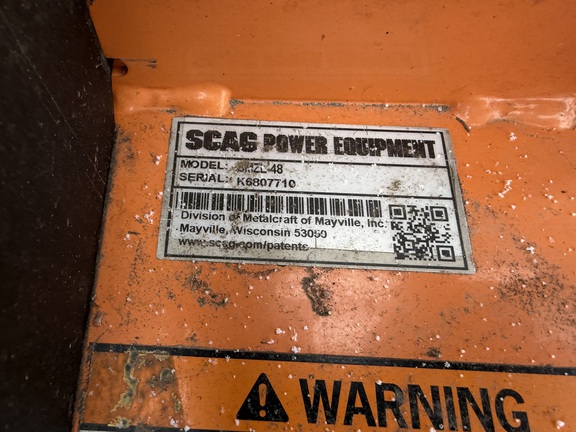 SCAG POWER EQUIPMENT
MODEL:
SERIAL: K6807710
Division of Metalcraft of Mayville, Inc.
Mayville, Wisconsin 53050
www.scag.com/patents
WARNING